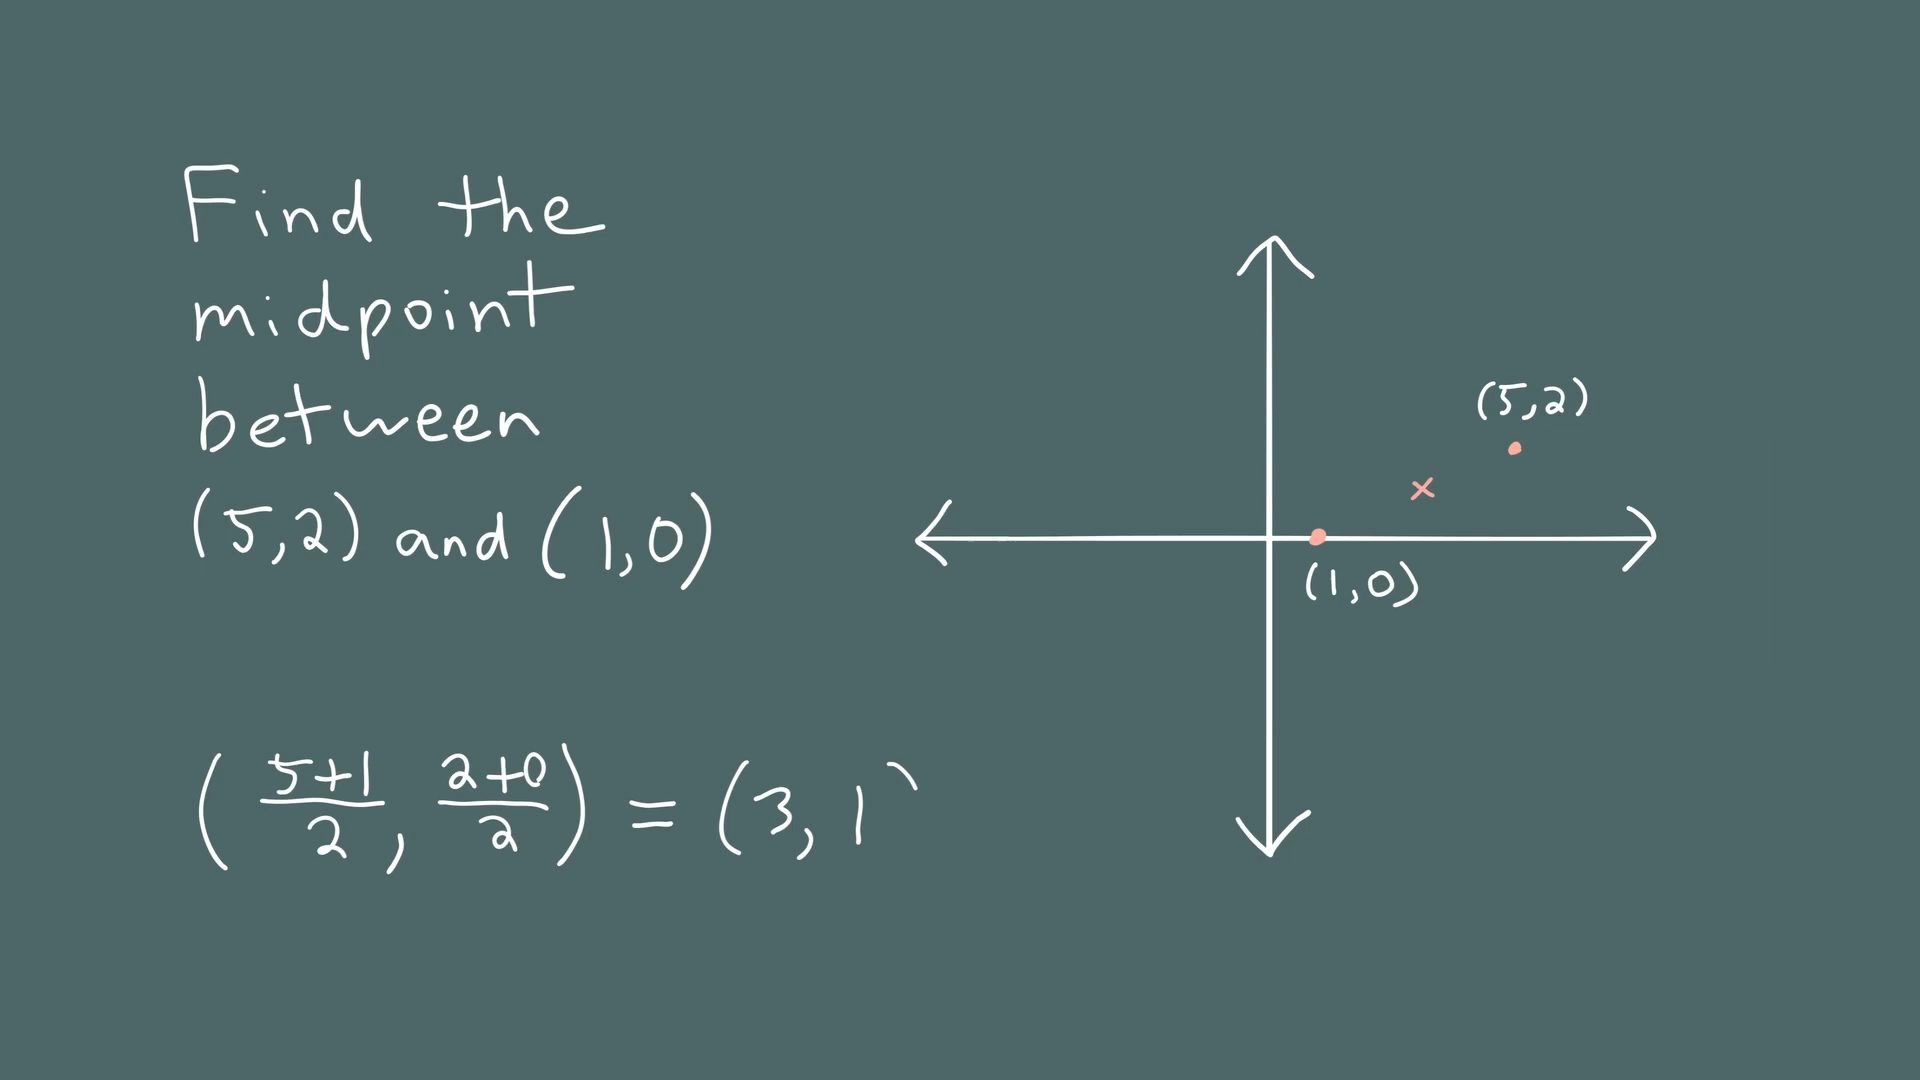 Find the
midpoint
between
(5,2) and (1,0)
(5+1/2, 2+0/2) = (3, 1)
(5,2)
(1,0)